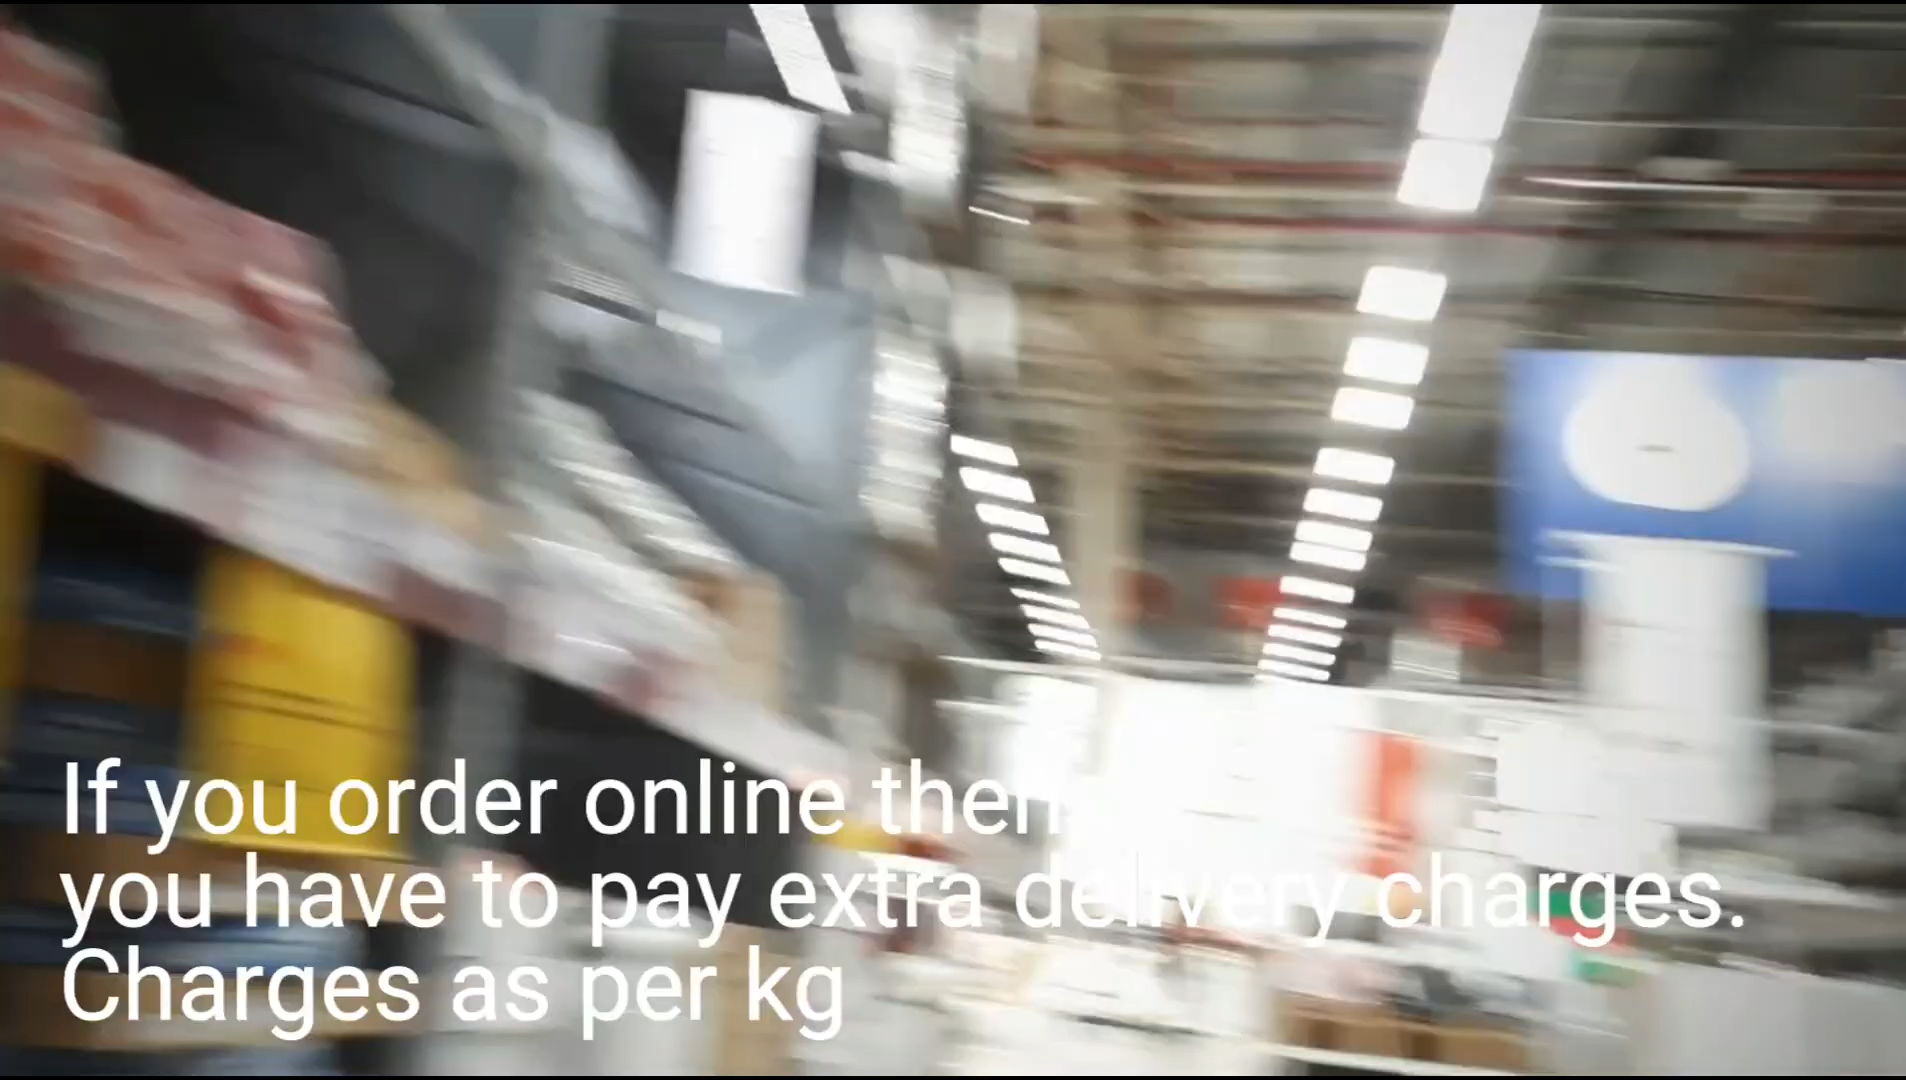 If you order online then
you have to pay extra delivery charges.
Charges as per kg